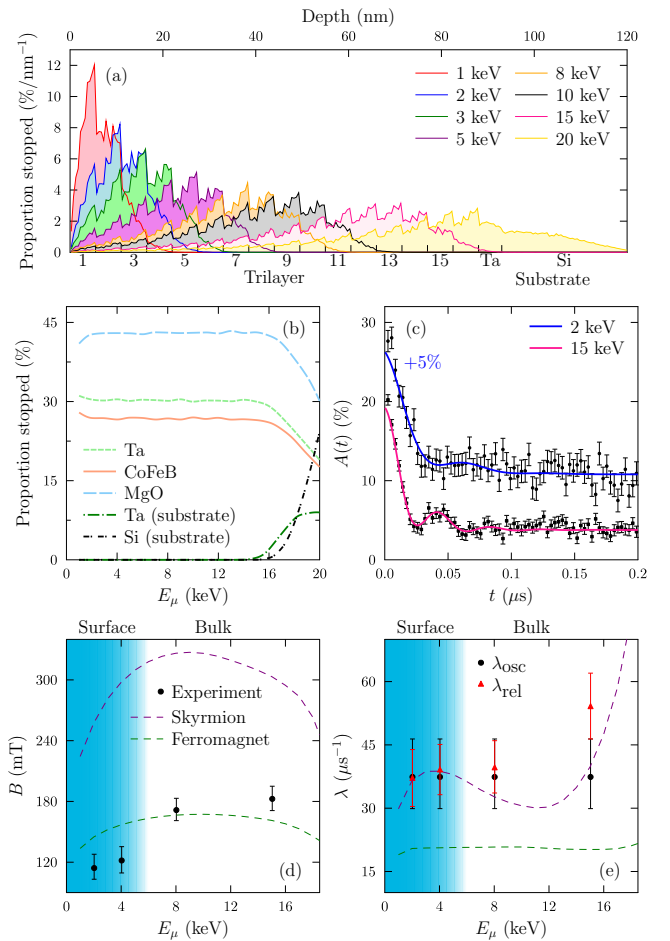 Depth (nm)
0 20 40 60 80 100 120
Proportion stopped (%/nm⁻¹)
12
10
8
6
4
2
0
(a)
1 keV
2 keV
3 keV
5 keV
8 keV
10 keV
15 keV
20 keV
1 3 5 7 9 11 13 15 Ta Si
Trilayer
Substrate
Proportion stopped (%)
45
30
15
0
(b)
Ta
CoFeB
MgO
Ta (substrate)
Si (substrate)
0 4 8 12 16 20
Eμ (keV)
A(t) (%)
30
20
10
0
(c)
2 keV
15 keV
+5%
0 0.05 0.1 0.15 0.2
t (μs)
Surface Bulk
B (mT)
300
240
180
120
Experiment
Skyrmion
Ferromagnet
(d)
0 4 8 12 16
Eμ (keV)
Surface Bulk
λ (μs⁻¹)
60
45
30
15
λosc
λrel
(e)
0 4 8 12 16
Eμ (keV)